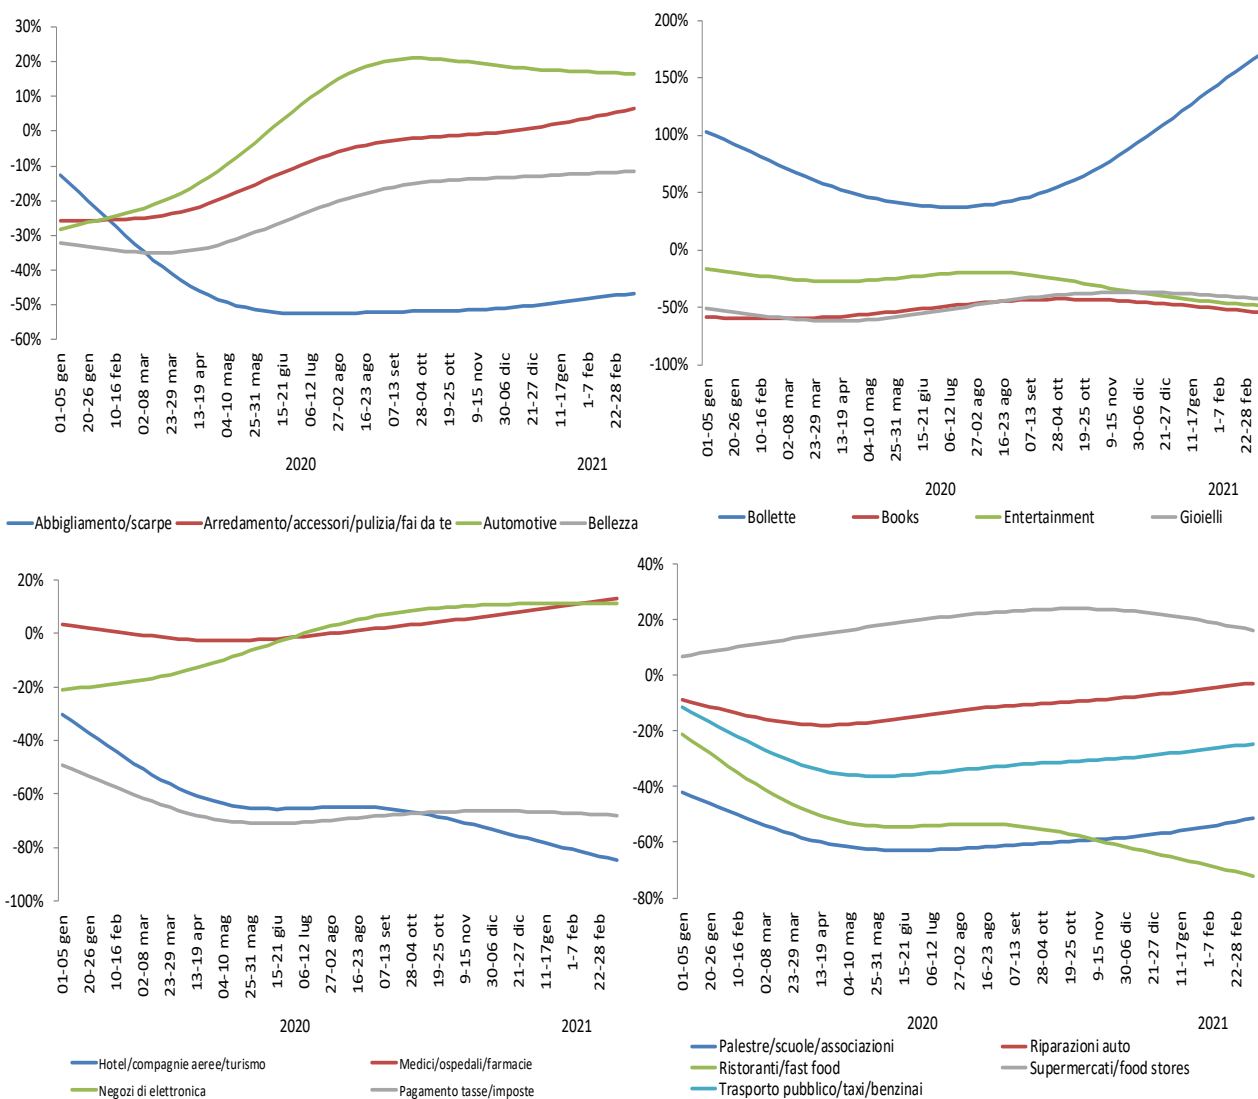 30%
20%
10%
0%
-10%
-20%
-30%
-40%
-50%
-60%
01-05 gen
20-26 gen
10-16 feb
02-08 mar
23-29 mar
13-19 apr
04-10 mag
25-31 mag
15-21 giu
06-12 lug
27-02 ago
16-23 ago
07-13 set
28-04 ott
19-25 ott
9-15 nov
30-06 dic
21-27 dic
11-17gen
1-7 feb
22-28 feb
2020
2021
Abbigliamento/scarpe
Arredamento/accessori/pulizia/fai da te
Automotive
Bellezza
200%
150%
100%
50%
0%
-50%
-100%
01-05 gen
20-26 gen
10-16 feb
02-08 mar
23-29 mar
13-19 apr
04-10 mag
25-31 mag
15-21 giu
06-12 lug
27-02 ago
16-23 ago
07-13 set
28-04 ott
19-25 ott
9-15 nov
30-06 dic
21-27 dic
11-17gen
1-7 feb
22-28 feb
2020
2021
Bollette
Books
Entertainment
Gioielli
20%
0%
-20%
-40%
-60%
-80%
-100%
01-05 gen
20-26 gen
10-16 feb
02-08 mar
23-29 mar
13-19 apr
04-10 mag
25-31 mag
15-21 giu
06-12 lug
27-02 ago
16-23 ago
07-13 set
28-04 ott
19-25 ott
9-15 nov
30-06 dic
21-27 dic
11-17gen
1-7 feb
22-28 feb
2020
2021
Hotel/compagnie aeree/turismo
Medici/ospedali/farmacie
Negozi di elettronica
Pagamento tasse/imposte
40%
20%
0%
-20%
-40%
-60%
-80%
01-05 gen
20-26 gen
10-16 feb
02-08 mar
23-29 mar
13-19 apr
04-10 mag
25-31 mag
15-21 giu
06-12 lug
27-02 ago
16-23 ago
07-13 set
28-04 ott
19-25 ott
9-15 nov
30-06 dic
21-27 dic
11-17gen
1-7 feb
22-28 feb
2020
2021
Palestre/scuole/associazioni
Riparazioni auto
Ristoranti/fast food
Supermercati/food stores
Trasporto pubblico/taxi/benzinai